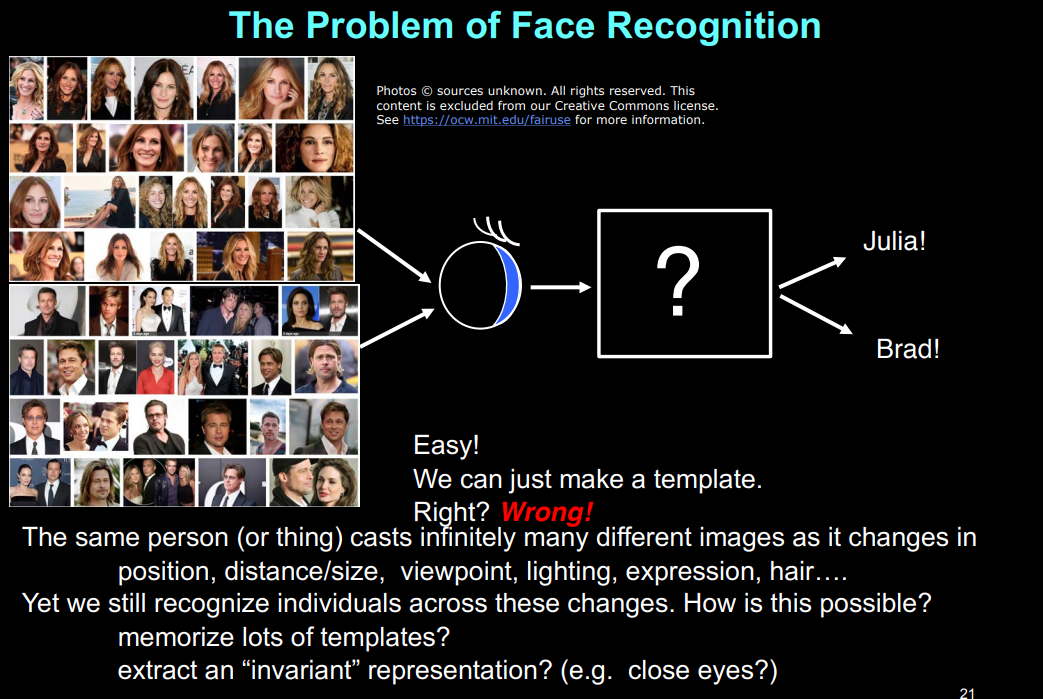 The Problem of Face Recognition
Photos © sources unknown. All rights reserved. This
content is excluded from our Creative Commons license.
See https://ocw.mit.edu/fairuse for more information.
?
Julia!
Brad!
Easy!
We can just make a template.
Right? Wrong!
The same person (or thing) casts infinitely many different images as it changes in
position, distance/size, viewpoint, lighting, expression, hair….
Yet we still recognize individuals across these changes. How is this possible?
memorize lots of templates?
extract an “invariant” representation? (e.g. close eyes?)
21